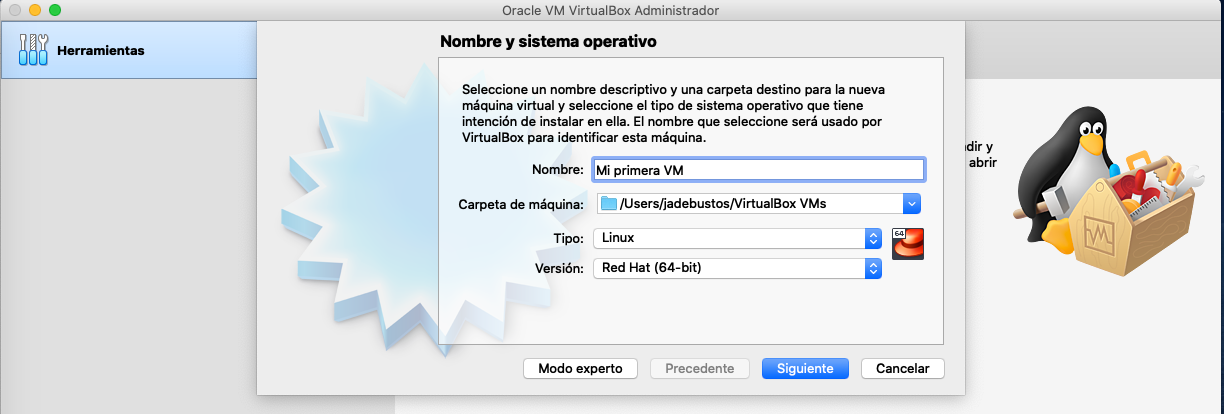 Oracle VM VirtualBox Administrador
Herramientas
Nombre y sistema operativo
Seleccione un nombre descriptivo y una carpeta destino para la nueva
máquina virtual y seleccione el tipo de sistema operativo que tiene
intención de instalar en ella. El nombre que seleccione será usado por
VirtualBox para identificar esta máquina.
Nombre: Mi primera VM
Carpeta de máquina: /Users/jadebustos/VirtualBox VMs
Tipo: Linux
64
Versión: Red Hat (64-bit)
Modo experto Precedente Siguiente Cancelar
y
abrir